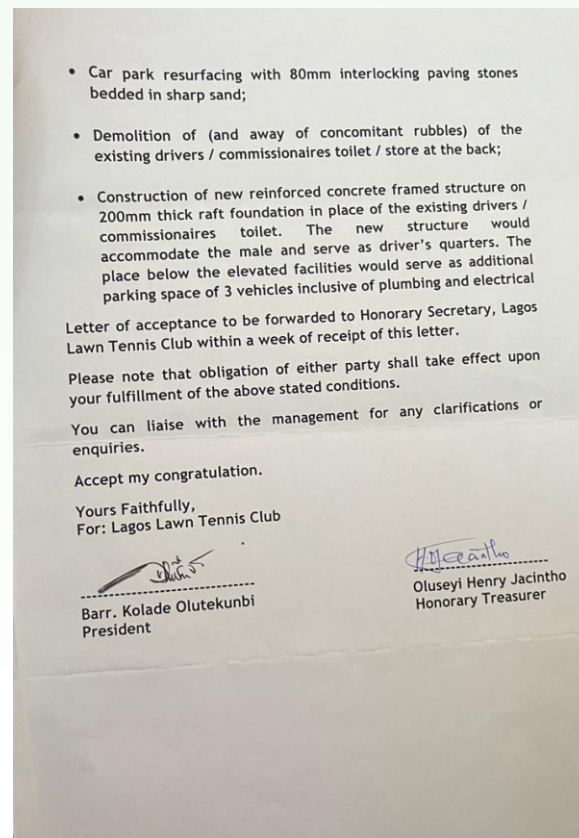 • Car park resurfacing with 80mm interlocking paving stones
bedded in sharp sand;
• Demolition of (and away of concomitant rubbles) of the
existing drivers / commissionaires toilet / store at the back;
• Construction of new reinforced concrete framed structure on
200mm thick raft foundation in place of the existing drivers /
commissionaires toilet. The new structure would
accommodate the male and serve as driver's quarters. The
place below the elevated facilities would serve as additional
parking space of 3 vehicles inclusive of plumbing and electrical
Letter of acceptance to be forwarded to Honorary Secretary, Lagos
Lawn Tennis Club within a week of receipt of this letter.
Please note that obligation of either party shall take effect upon
your fulfillment of the above stated conditions.
You can liaise with the management for any clarifications or
enquiries.
Accept my congratulation.
Yours Faithfully,
For: Lagos Lawn Tennis Club
Barr. Kolade Olutekunbi
President
Oluseyi Henry Jacintho
Honorary Treasurer